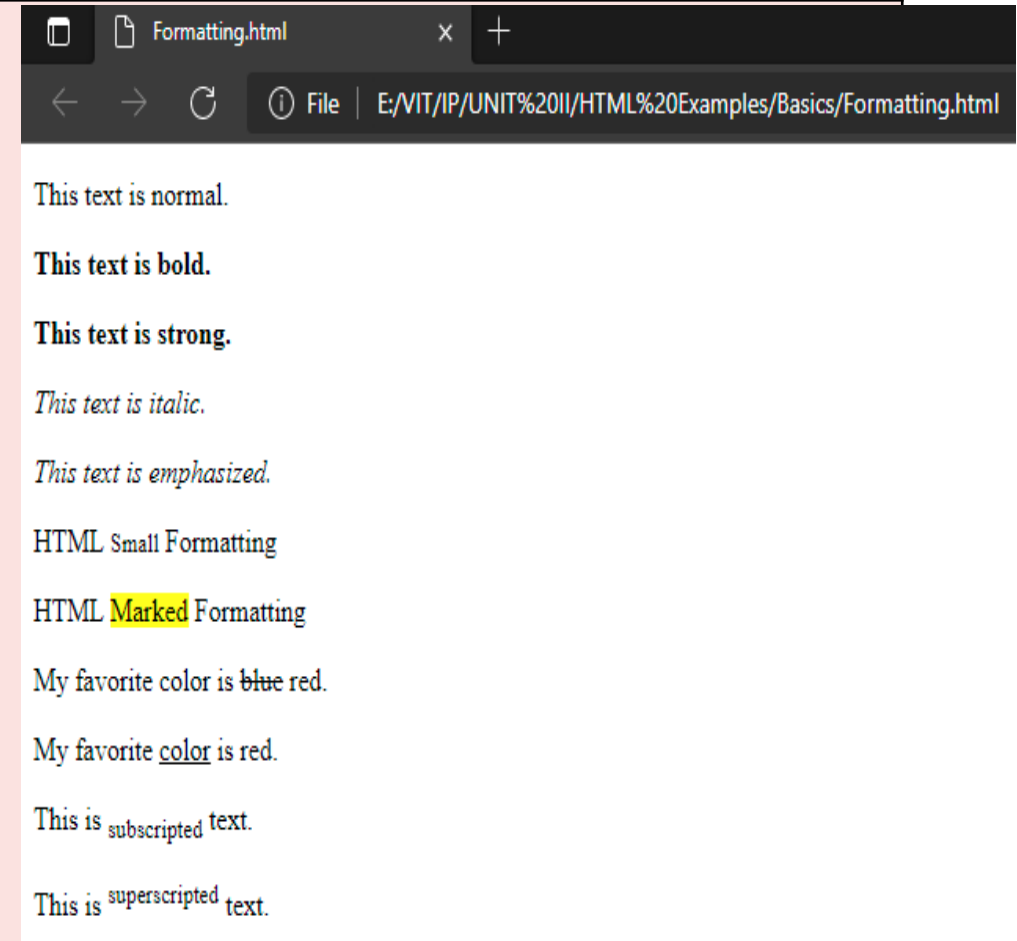 Formatting.html
File E:/VIT/IP/UNIT%20II/HTML%20Examples/Basics/Formatting.html
This text is normal.
This text is bold.
This text is strong.
This text is italic.
This text is emphasized.
HTML Small Formatting
HTML Marked Formatting
My favorite color is blue red.
My favorite color is red.
This is subscripted text.
This is superscripted text.